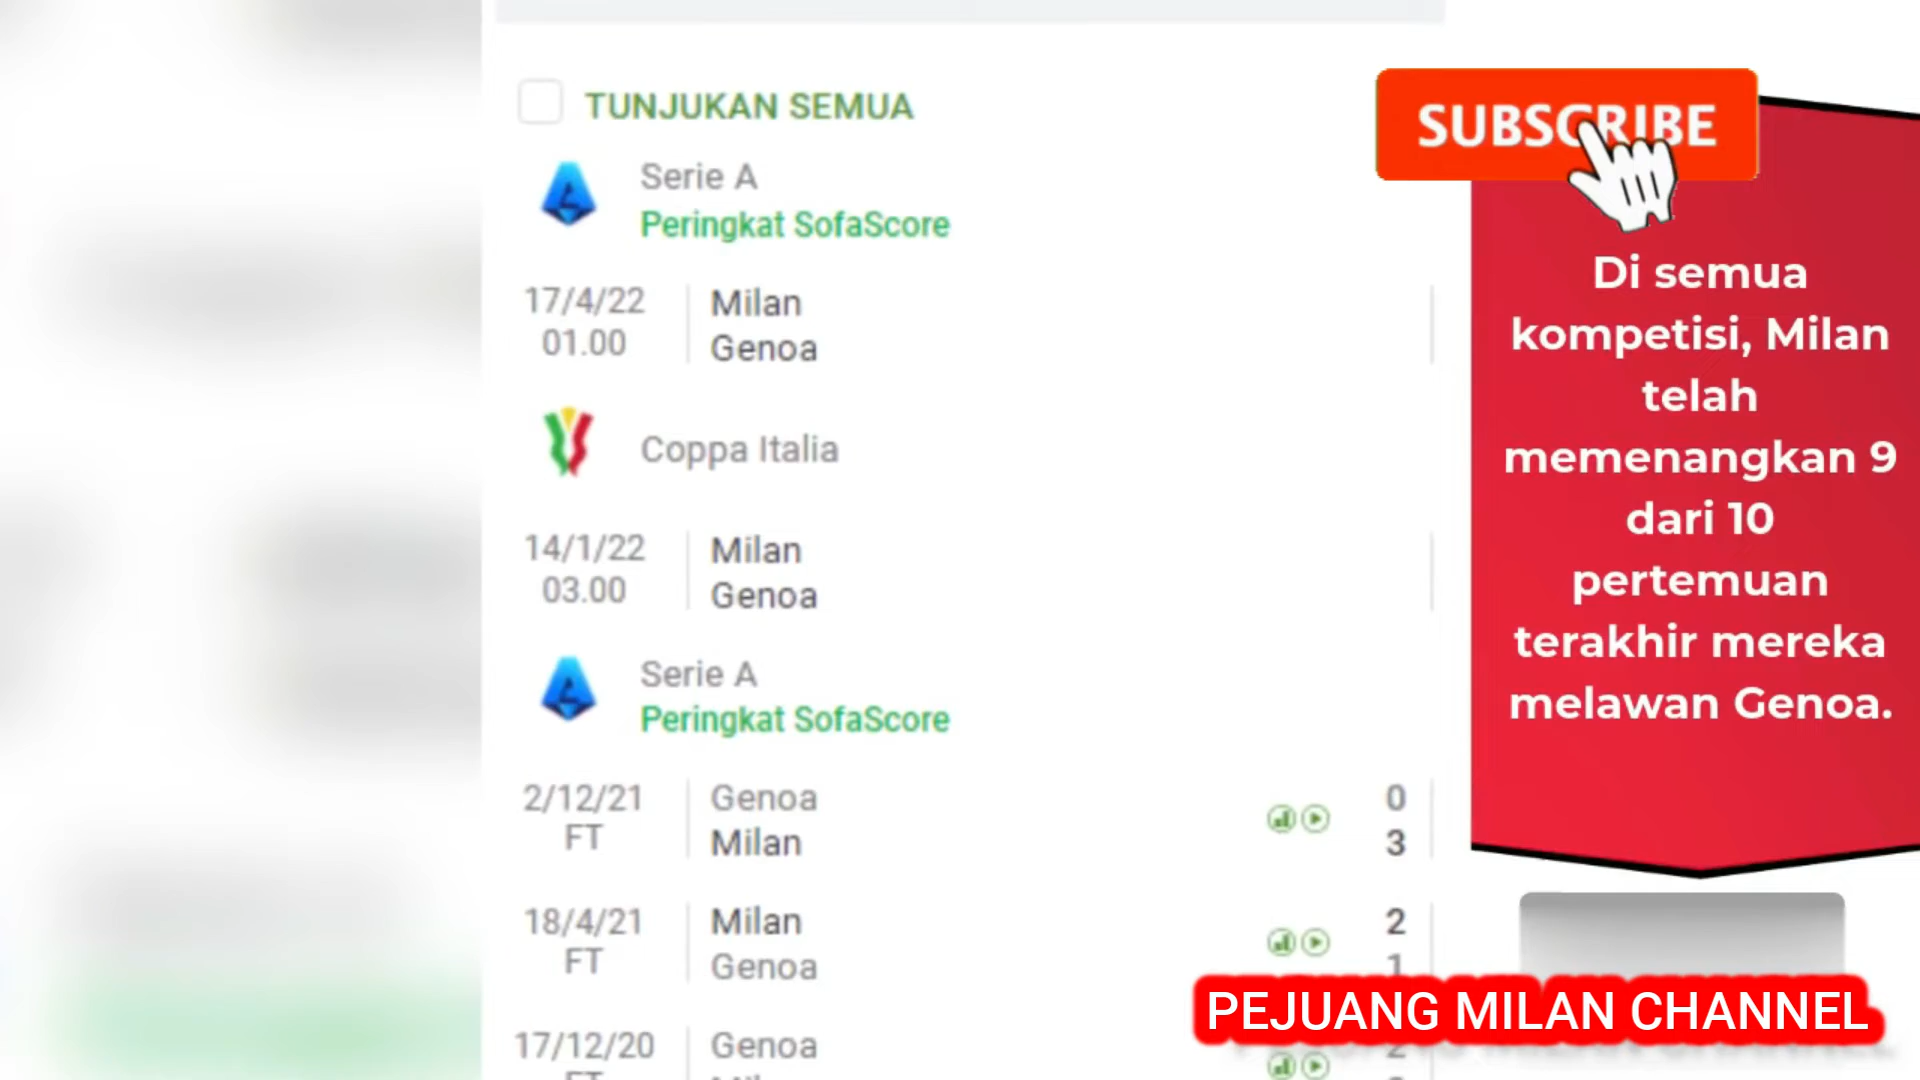 TUNJUKAN SEMUA
Serie A
Peringkat SofaScore
17/4/22
01.00
Milan
Genoa
Coppa Italia
14/1/22
03.00
Milan
Genoa
Serie A
Peringkat SofaScore
2/12/21
FT
Genoa
Milan
0
3
18/4/21
FT
Milan
Genoa
2
1
17/12/20
Genoa
2
SUBSCRIBE
Di semua
kompetisi, Milan
telah
memenangkan 9
dari 10
pertemuan
terakhir mereka
melawan Genoa.
PEJUANG MILAN CHANNEL